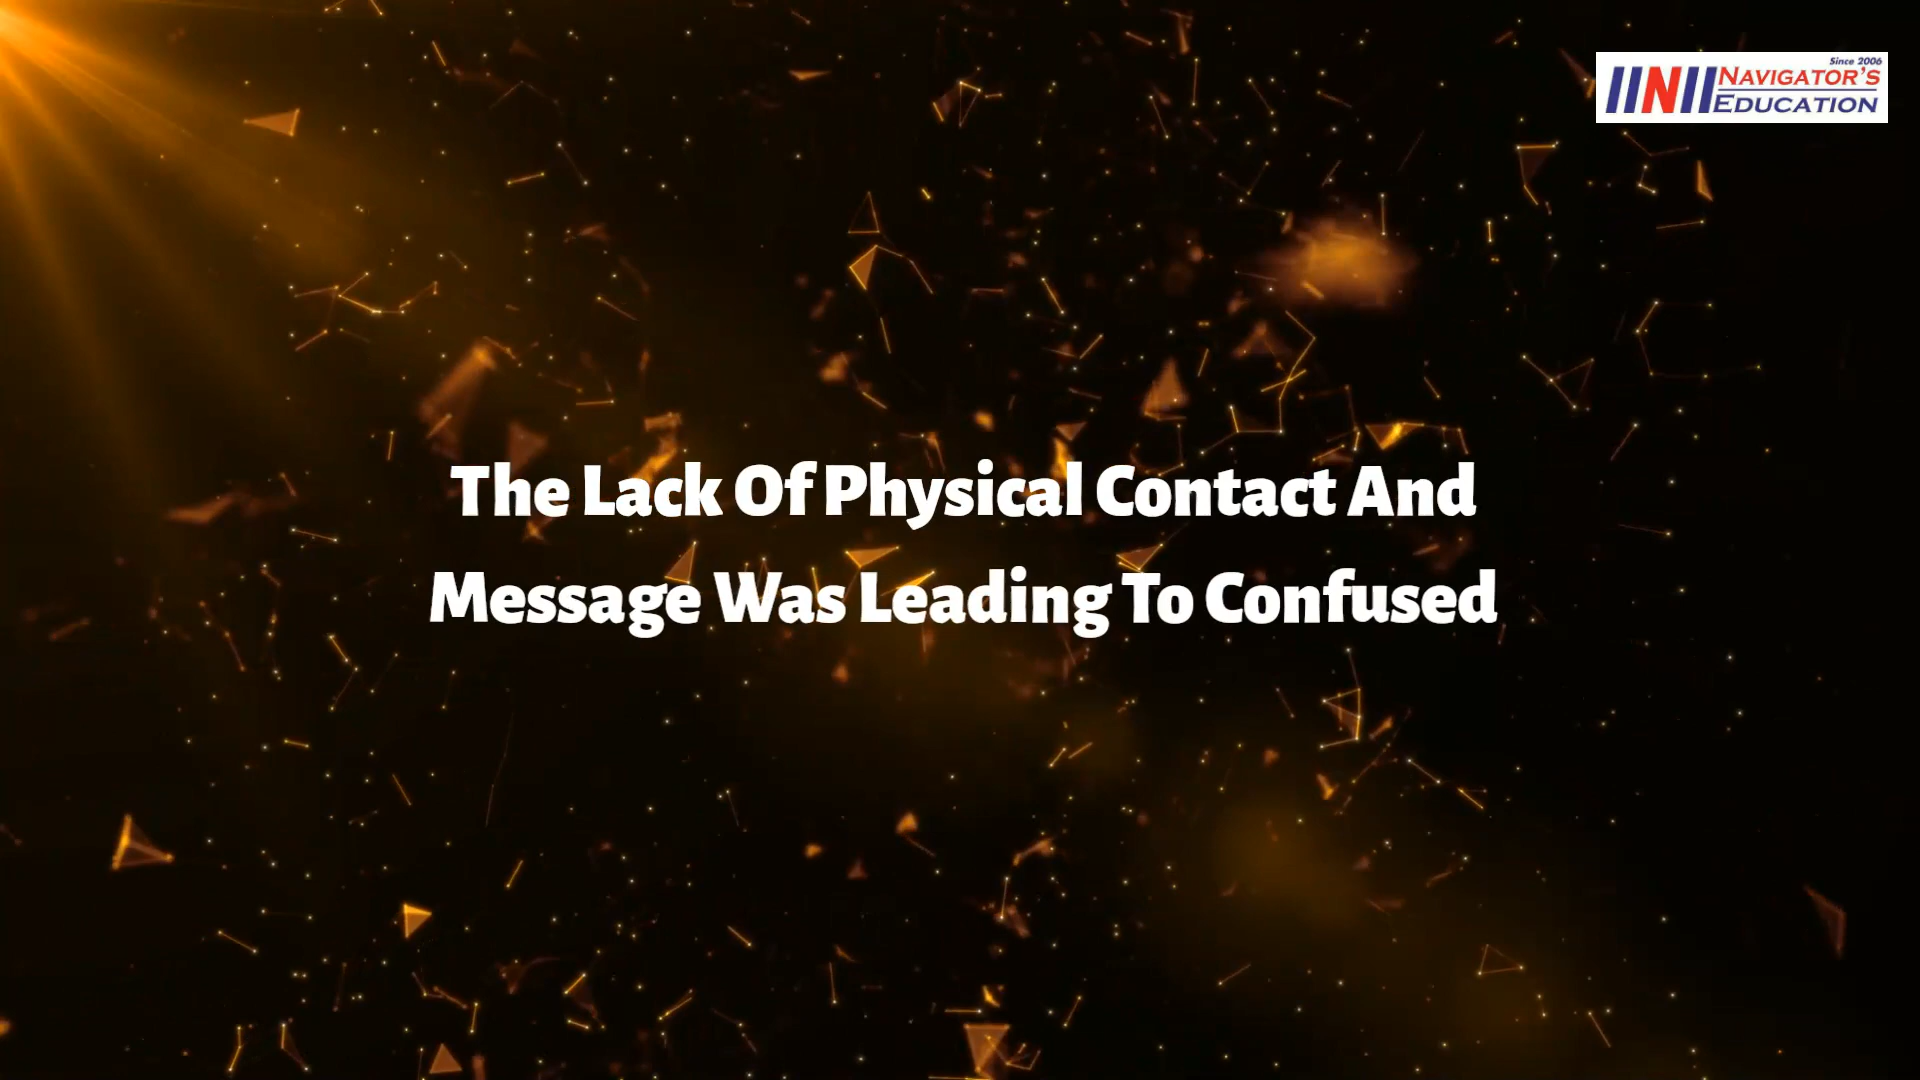 Since 2006
NAVIGATOR'S
EDUCATION
The Lack Of Physical Contact And
Message Was Leading To Confused